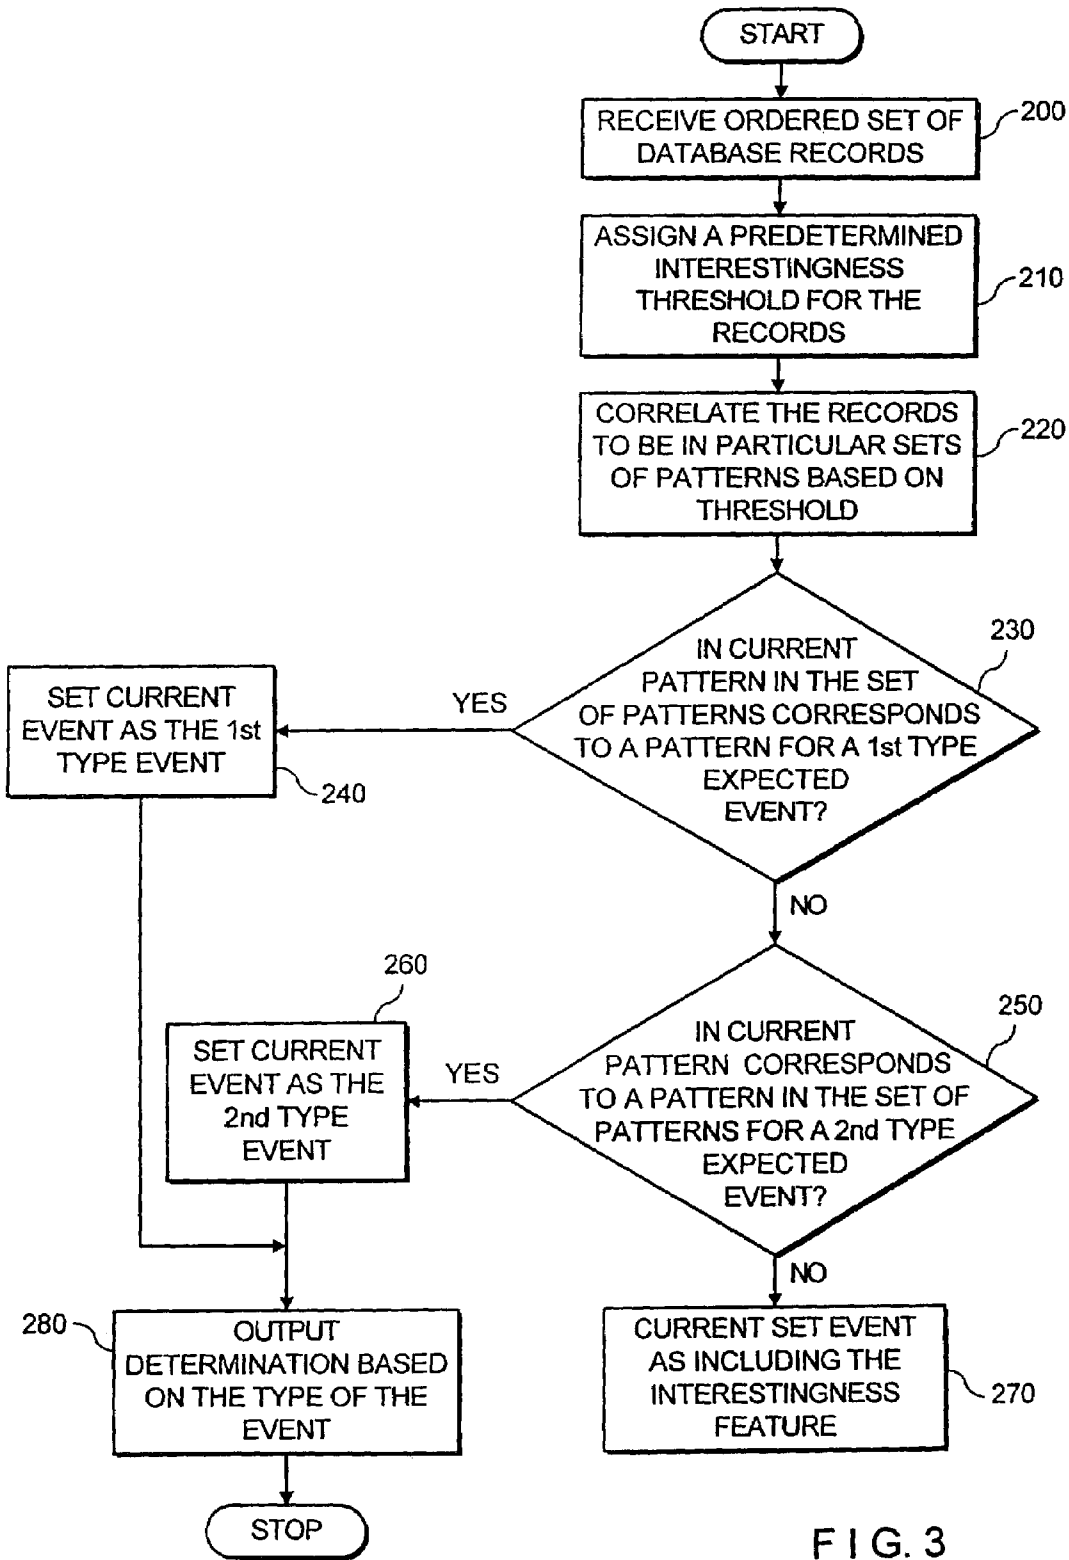 START
RECEIVE ORDERED SET OF
DATABASE RECORDS
200
ASSIGN A PREDETERMINED
INTERESTINGNESS
THRESHOLD FOR THE
RECORDS
210
CORRELATE THE RECORDS
TO BE IN PARTICULAR SETS
OF PATTERNS BASED ON
THRESHOLD
220
IN CURRENT
PATTERN IN THE SET
OF PATTERNS CORRESPONDS
TO A PATTERN FOR A 1st TYPE
EXPECTED
EVENT?
230
YES
SET CURRENT
EVENT AS THE 1st
TYPE EVENT
240
NO
IN CURRENT
PATTERN CORRESPONDS
TO A PATTERN IN THE SET OF
PATTERNS FOR A 2nd TYPE
EXPECTED
EVENT?
250
YES
260
SET CURRENT
EVENT AS THE
2nd TYPE
EVENT
NO
CURRENT SET EVENT
AS INCLUDING THE
INTERESTINGNESS
FEATURE
270
280
OUTPUT
DETERMINATION BASED
ON THE TYPE OF THE
EVENT
STOP
FIG. 3